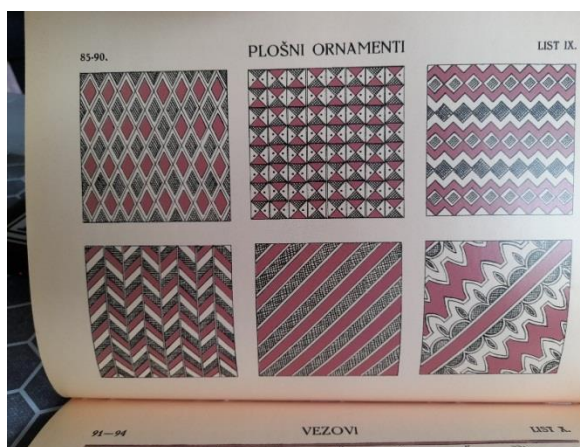 85-90.
PLOŠNI ORNAMENTI
LIST IX.
91—94
VEZOVI
LIST X.